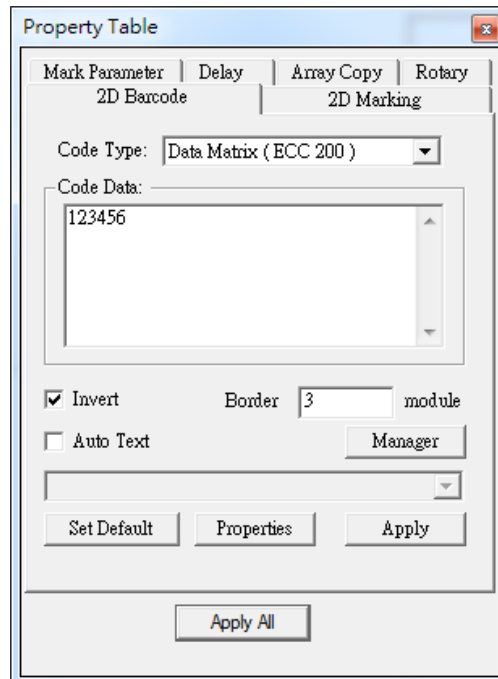 Property Table
Mark Parameter Delay Array Copy Rotary
2D Barcode 2D Marking
Code Type: Data Matrix ( ECC 200 )
Code Data:
123456
Invert Border 3 module
Auto Text Manager
Set Default Properties Apply
Apply All